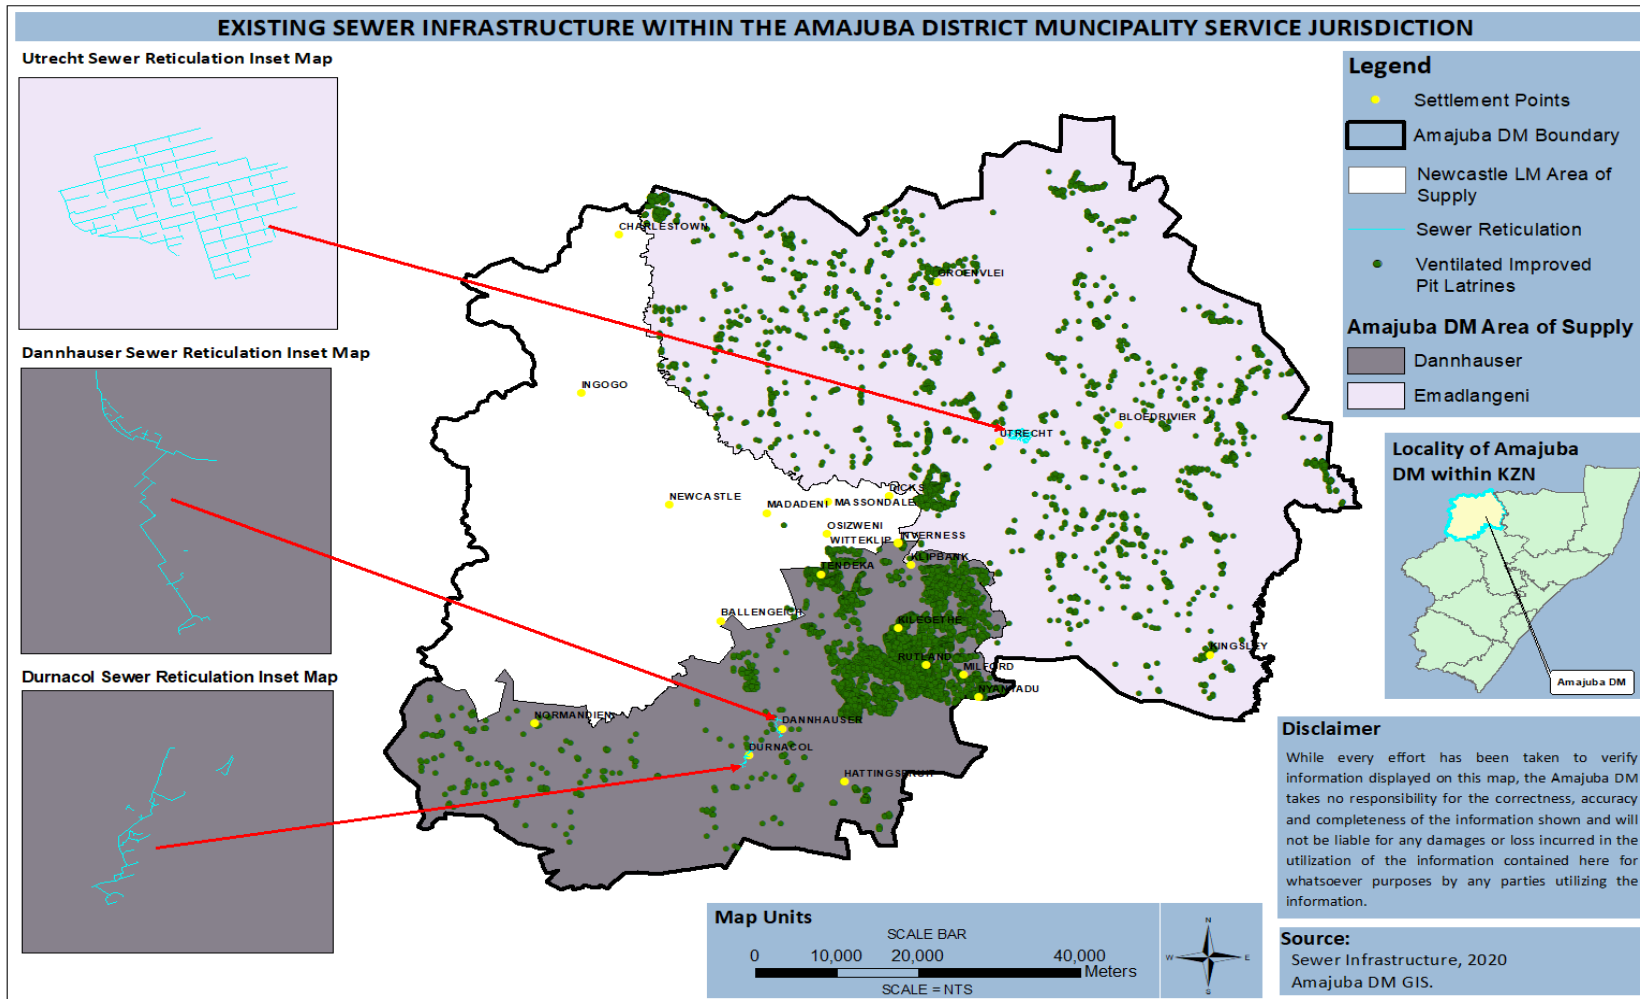 EXISTING SEWER INFRASTRUCTURE WITHIN THE AMAJUBA DISTRICT MUNCIPALITY SERVICE JURISDICTION
Utrecht Sewer Reticulation Inset Map
Dannhauser Sewer Reticulation Inset Map
Durnacol Sewer Reticulation Inset Map
CHARLESTOWN
GROENVLEI
INGOGO
UTRECHT
BLOEDRIVIER
NEWCASTLE
MADADENI
MASSONDALE
DICKS
OSIZWENI
WITTEKLIP
INVERNESS
KLIPBANK
TENDEKA
BALLENGEICH
KILEGETHE
RUTLAND
MILFORD
NYANYADU
KINGSLEY
NORMANDIEN
DANNHAUSER
DURNACOL
HATTINGSPRUIT
Legend
Settlement Points
Amajuba DM Boundary
Newcastle LM Area of
Supply
Sewer Reticulation
Ventilated Improved
Pit Latrines
Amajuba DM Area of Supply
Dannhauser
Emadlangeni
Locality of Amajuba
DM within KZN
Amajuba DM
Disclaimer
While every effort has been taken to verify
information displayed on this map, the Amajuba DM
takes no responsibility for the correctness, accuracy
and completeness of the information shown and will
not be liable for any damages or loss incurred in the
utilization of the information contained here for
whatsoever purposes by any parties utilizing the
information.
Map Units
SCALE BAR
0 10,000 20,000 40,000
Meters
SCALE = NTS
N
W E
S
Source:
Sewer Infrastructure, 2020
Amajuba DM GIS.